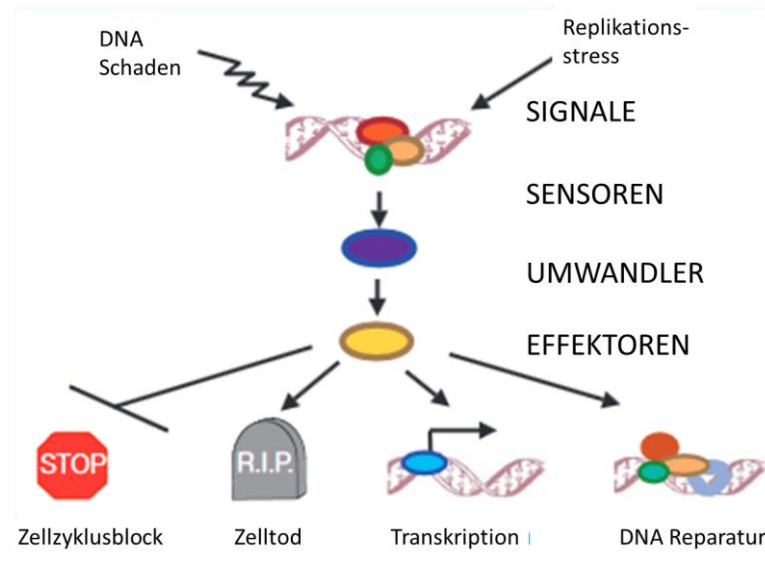 DNA
Schaden
Replikations-
stress
SIGNALE
SENSOREN
UMWANDLER
EFFEKTOREN
STOP
R.I.P.
Zellzyklusblock
Zelltod
Transkription
DNA Reparatur